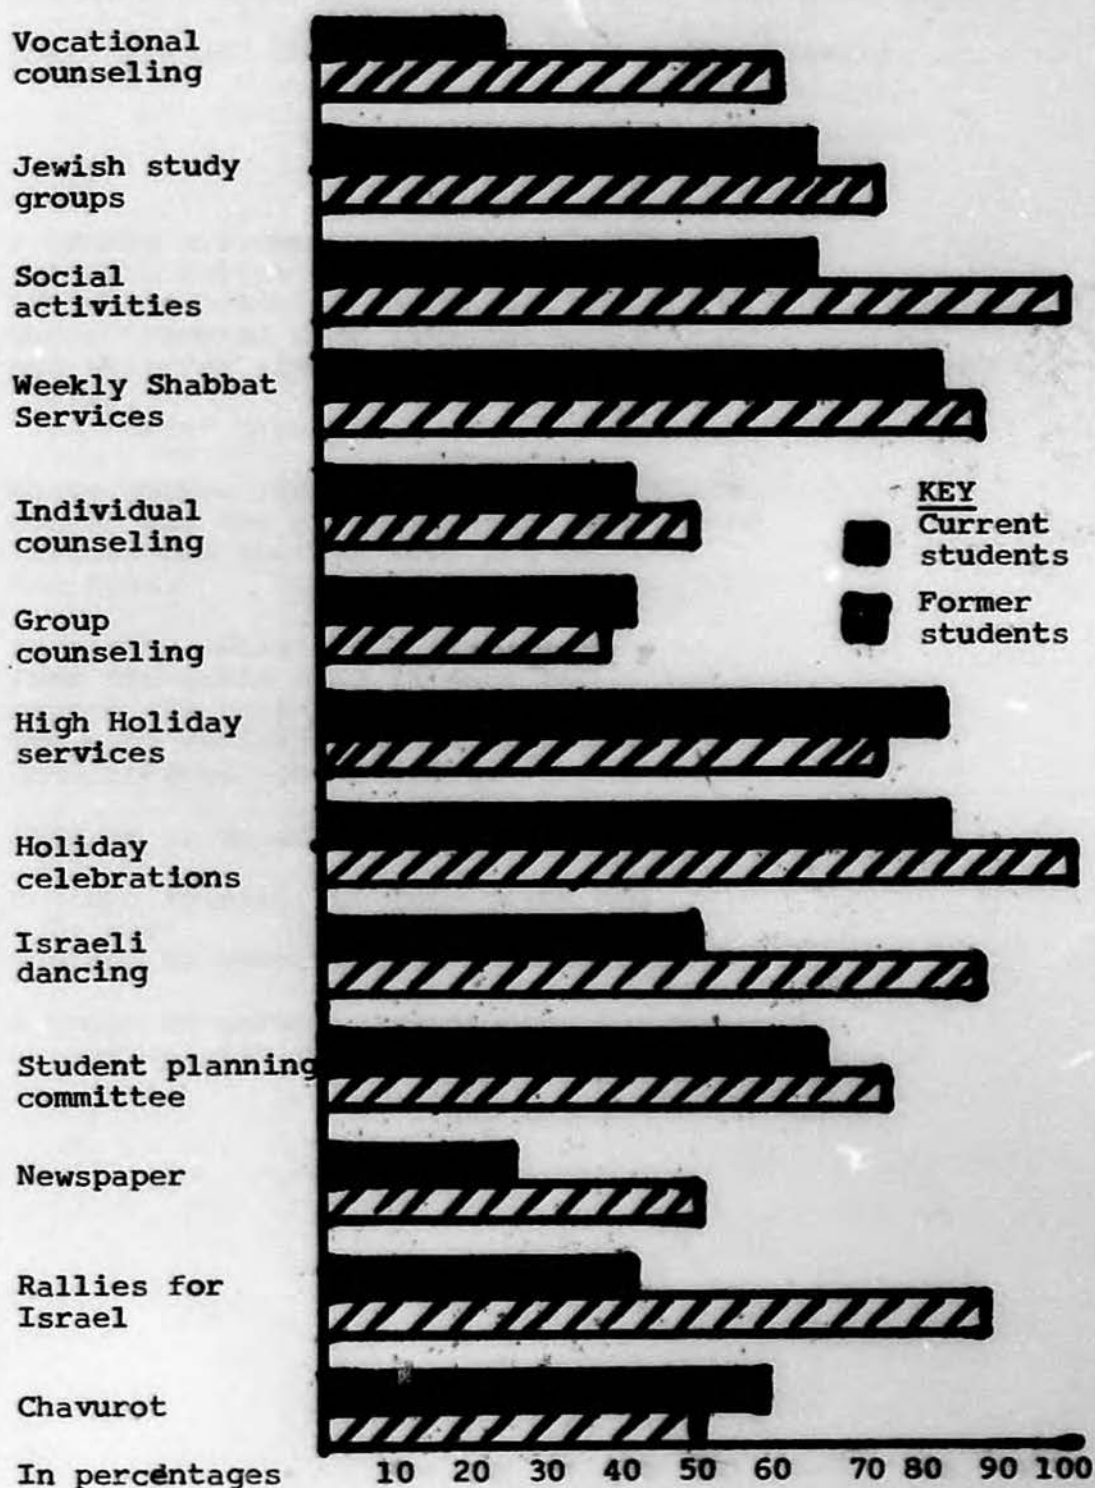 Vocational
counseling
Jewish study
groups
Social
activities
Weekly Shabbat
Services
Individual
counseling
KEY
Current
students
Former
students
Group
counseling
High Holiday
services
Holiday
celebrations
Israeli
dancing
Student planning
committee
Newspaper
Rallies for
Israel
Chavurot
In percentages 10 20 30 40 50 60 70 80 90 100